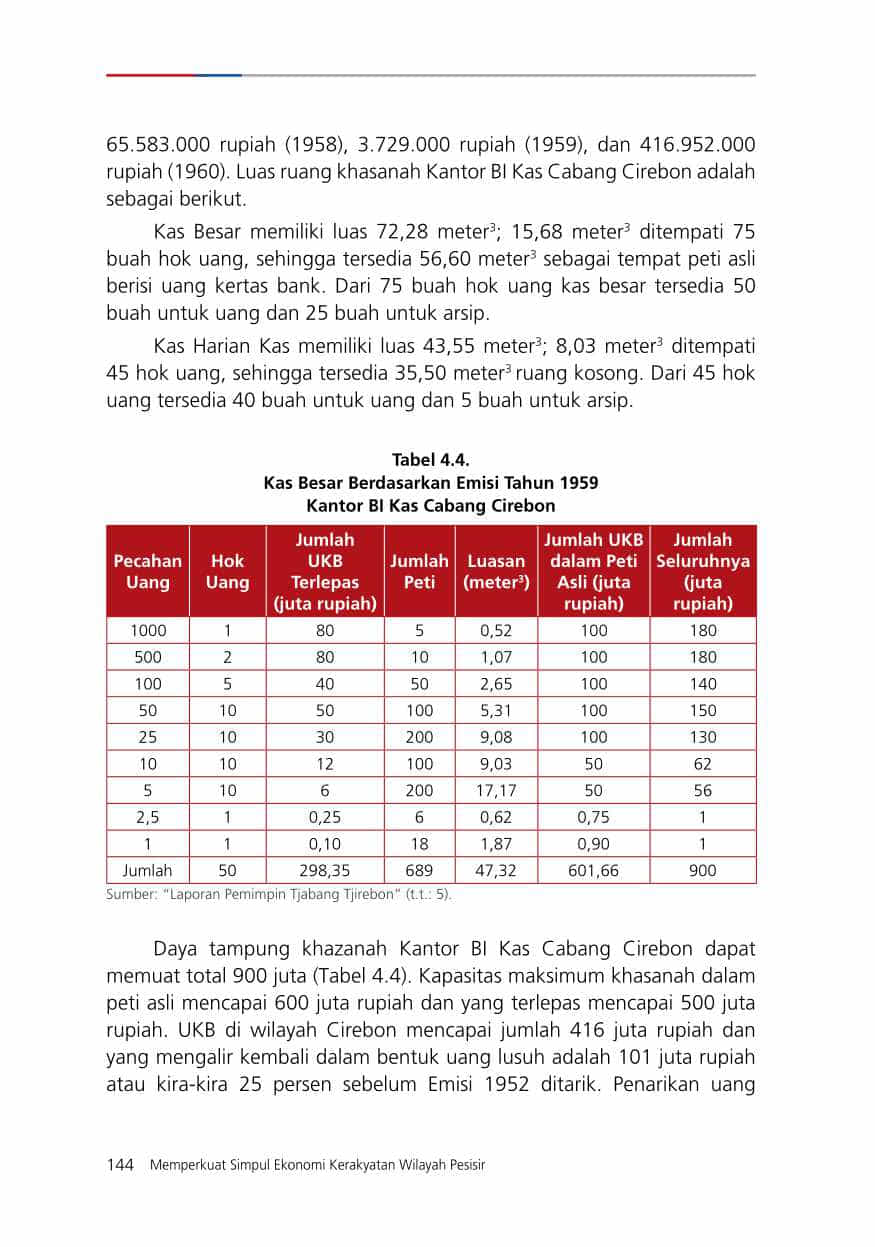 65.583.000 rupiah (1958), 3.729.000 rupiah (1959), dan 416.952.000
rupiah (1960). Luas ruang khasanah Kantor BI Kas Cabang Cirebon adalah
sebagai berikut.
Kas Besar memiliki luas 72,28 meter³; 15,68 meter³ ditempati 75
buah hok uang, sehingga tersedia 56,60 meter³ sebagai tempat peti asli
berisi uang kertas bank. Dari 75 buah hok uang kas besar tersedia 50
buah untuk uang dan 25 buah untuk arsip.
Kas Harian Kas memiliki luas 43,55 meter³; 8,03 meter³ ditempati
45 hok uang, sehingga tersedia 35,50 meter³ ruang kosong. Dari 45 hok
uang tersedia 40 buah untuk uang dan 5 buah untuk arsip.
Tabel 4.4.
Kas Besar Berdasarkan Emisi Tahun 1959
Kantor BI Kas Cabang Cirebon
Pecahan Uang | Hok Uang | Jumlah UKB Terlepas (juta rupiah) | Jumlah Peti | Luasan (meter³) | Jumlah UKB dalam Peti Asli (juta rupiah) | Jumlah Seluruhnya (juta rupiah)
1000 | 1 | 80 | 5 | 0,52 | 100 | 180
500 | 2 | 80 | 10 | 1,07 | 100 | 180
100 | 5 | 40 | 50 | 2,65 | 100 | 140
50 | 10 | 50 | 100 | 5,31 | 100 | 150
25 | 10 | 30 | 200 | 9,08 | 100 | 130
10 | 10 | 12 | 100 | 9,03 | 50 | 62
5 | 10 | 6 | 200 | 17,17 | 50 | 56
2,5 | 1 | 0,25 | 6 | 0,62 | 0,75 | 1
1 | 1 | 0,10 | 18 | 1,87 | 0,90 | 1
Jumlah | 50 | 298,35 | 689 | 47,32 | 601,66 | 900
Sumber: “Laporan Pemimpin Tjabang Tjirebon” (t.t.: 5).
Daya tampung khazanah Kantor BI Kas Cabang Cirebon dapat
memuat total 900 juta (Tabel 4.4). Kapasitas maksimum khasanah dalam
peti asli mencapai 600 juta rupiah dan yang terlepas mencapai 500 juta
rupiah. UKB di wilayah Cirebon mencapai jumlah 416 juta rupiah dan
yang mengalir kembali dalam bentuk uang lusuh adalah 101 juta rupiah
atau kira-kira 25 persen sebelum Emisi 1952 ditarik. Penarikan uang
144 Memperkuat Simpul Ekonomi Kerakyatan Wilayah Pesisir